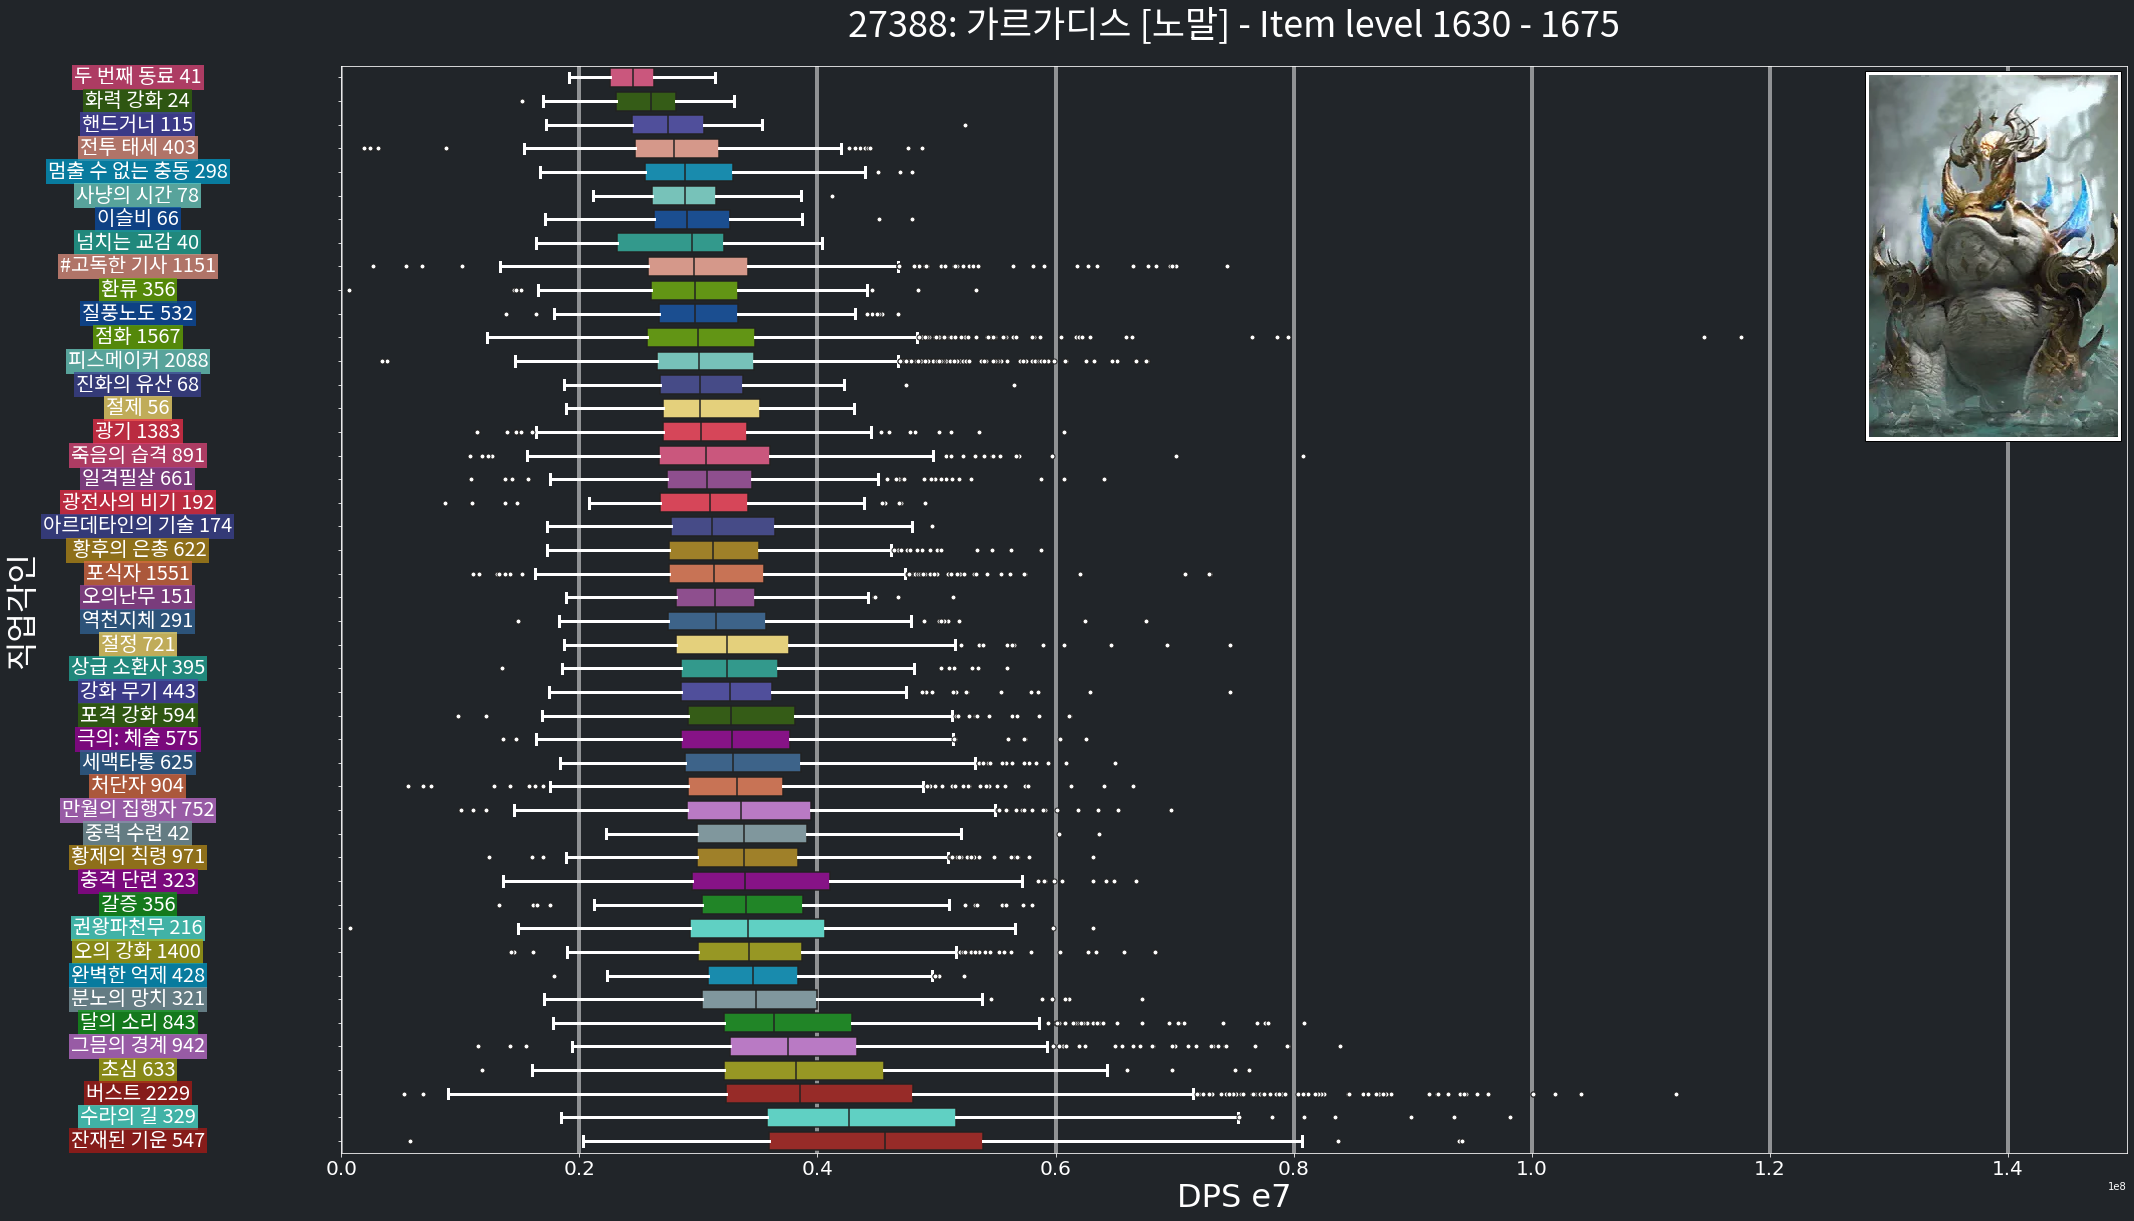 27388: 가르가디스 [노말] - Item level 1630 - 1675
두 번째 동료 41
화력 강화 24
핸드거너 115
전투 태세 403
멈출 수 없는 충동 298
사냥의 시간 78
이슬비 66
넘치는 교감 40
#고독한 기사 1151
환류 356
질풍노도 532
점화 1567
피스메이커 2088
진화의 유산 68
절제 56
광기 1383
죽음의 습격 891
일격필살 661
광전사의 비기 192
아르데타인의 기술 174
황후의 은총 622
포식자 1551
오의난무 151
역천지체 291
절정 721
상급 소환사 395
강화 무기 443
포격 강화 594
극의: 체술 575
세맥타통 625
처단자 904
만월의 집행자 752
중력 수련 42
황제의 칙령 971
충격 단련 323
갈증 356
권왕파천무 216
오의 강화 1400
완벽한 억제 428
분노의 망치 321
달의 소리 843
그믐의 경계 942
초심 633
버스트 2229
수라의 길 329
잔재된 기운 547
직업각인
0.0 0.2 0.4 0.6 0.8 1.0 1.2 1.4
DPS e7
1e8